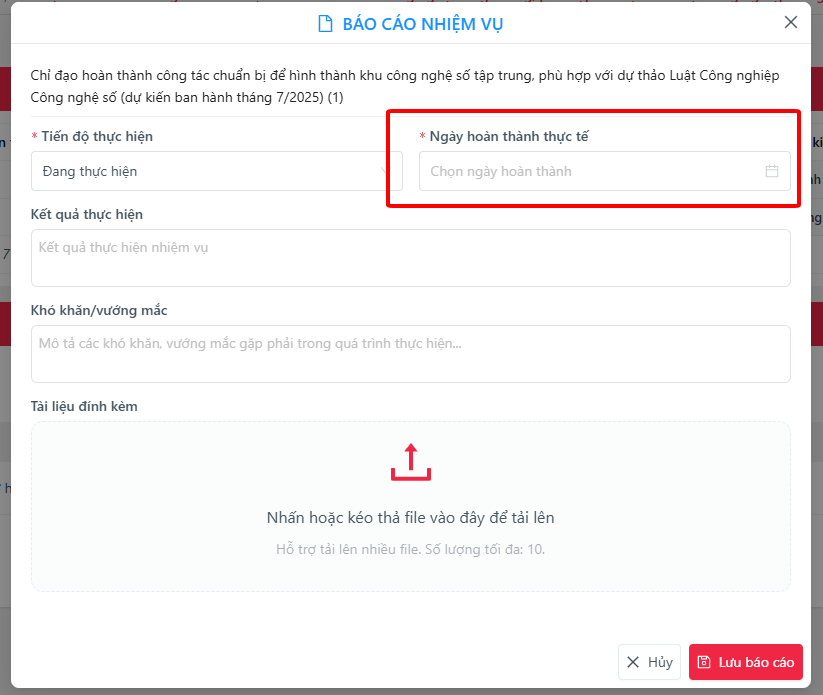 BÁO CÁO NHIỆM VỤ
Chỉ đạo hoàn thành công tác chuẩn bị để hình thành khu công nghệ số tập trung, phù hợp với dự thảo Luật Công nghiệp
Công nghệ số (dự kiến ban hành tháng 7/2025) (1)
* Tiến độ thực hiện
* Ngày hoàn thành thực tế
Đang thực hiện
Chọn ngày hoàn thành
Kết quả thực hiện
Kết quả thực hiện nhiệm vụ
Khó khăn/vướng mắc
Mô tả các khó khăn, vướng mắc gặp phải trong quá trình thực hiện...
Tài liệu đính kèm
Nhấn hoặc kéo thả file vào đây để tải lên
Hỗ trợ tải lên nhiều file. Số lượng tối đa: 10.
Hủy
Lưu báo cáo